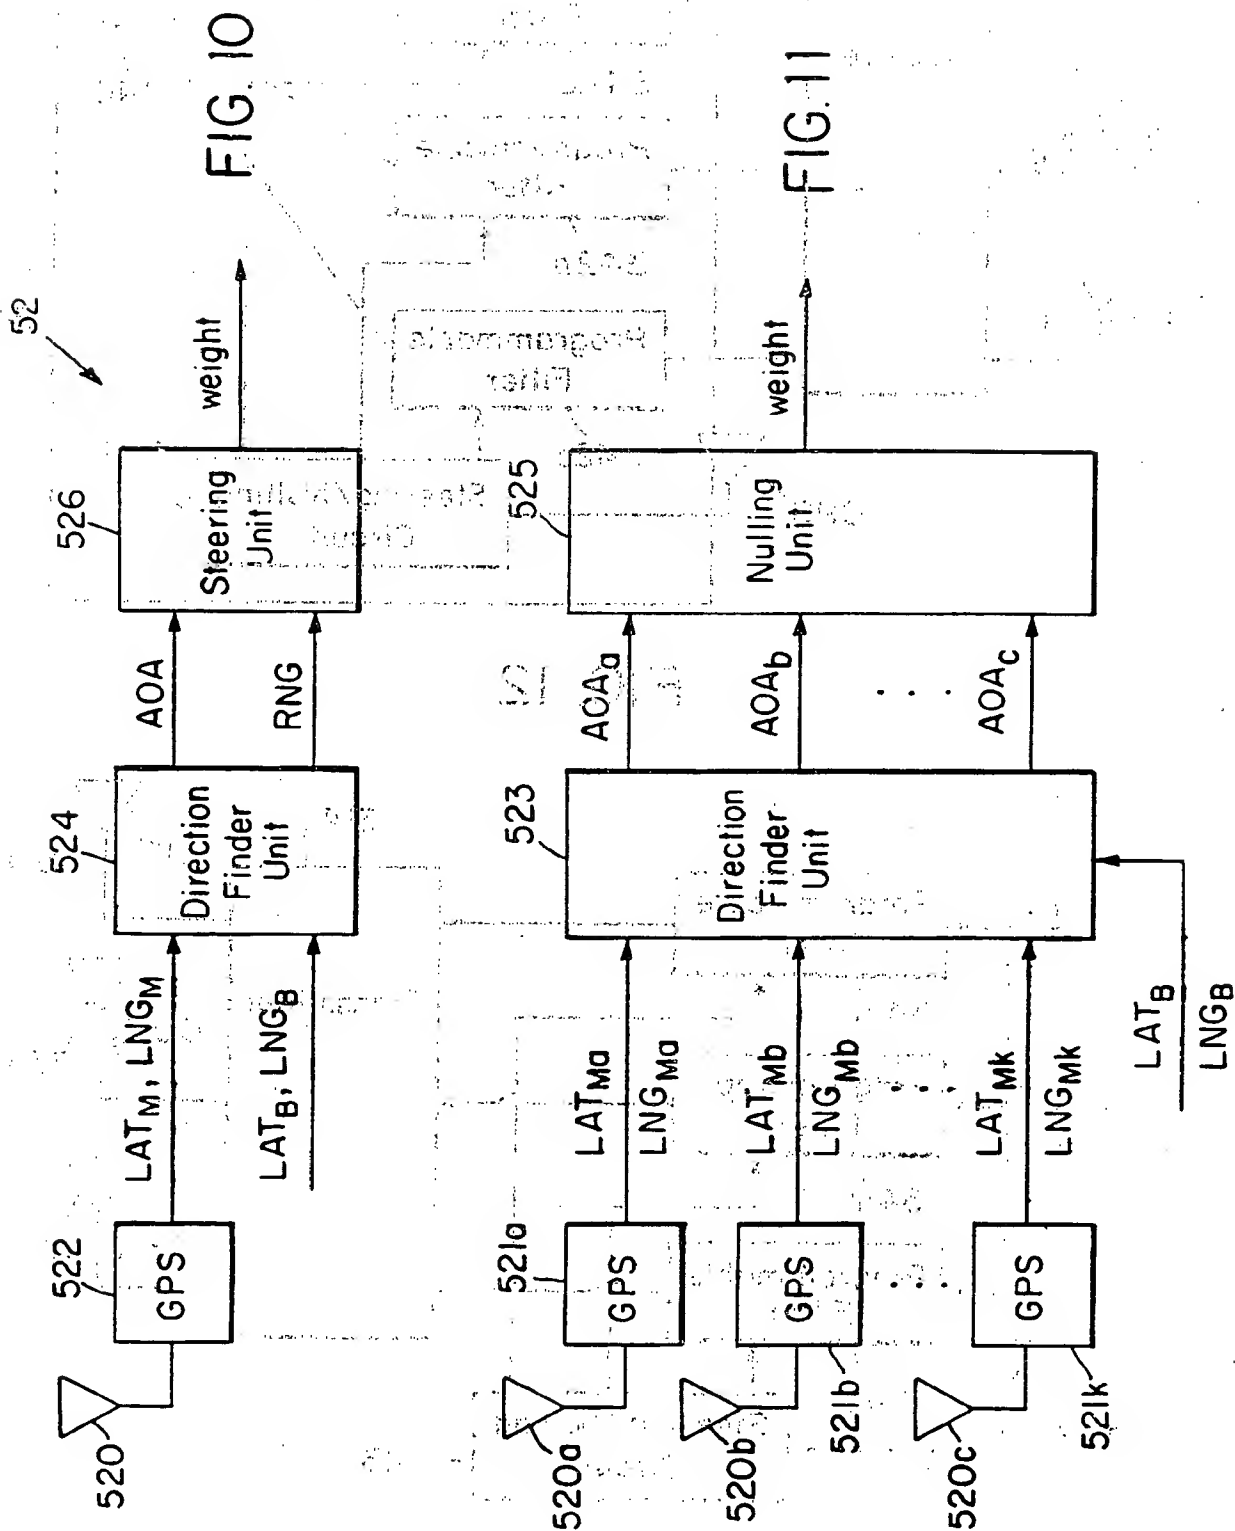 52
FIG. 10
520
522
GPS
LAT_M, LNG_M
LAT_B, LNG_B
524
Direction
Finder
Unit
AOA
RNG
526
Steering
Unit
weight
FIG. 11
520a
521a
GPS
LAT_Ma
LNG_Ma
520b
521b
GPS
LAT_Mb
LNG_Mb
. . .
. . .
520c
521k
GPS
LAT_Mk
LNG_Mk
LAT_B
LNG_B
523
Direction
Finder
Unit
AOA_a
AOA_b
. . .
AOA_c
525
Nulling
Unit
weight
Programmable
Filter